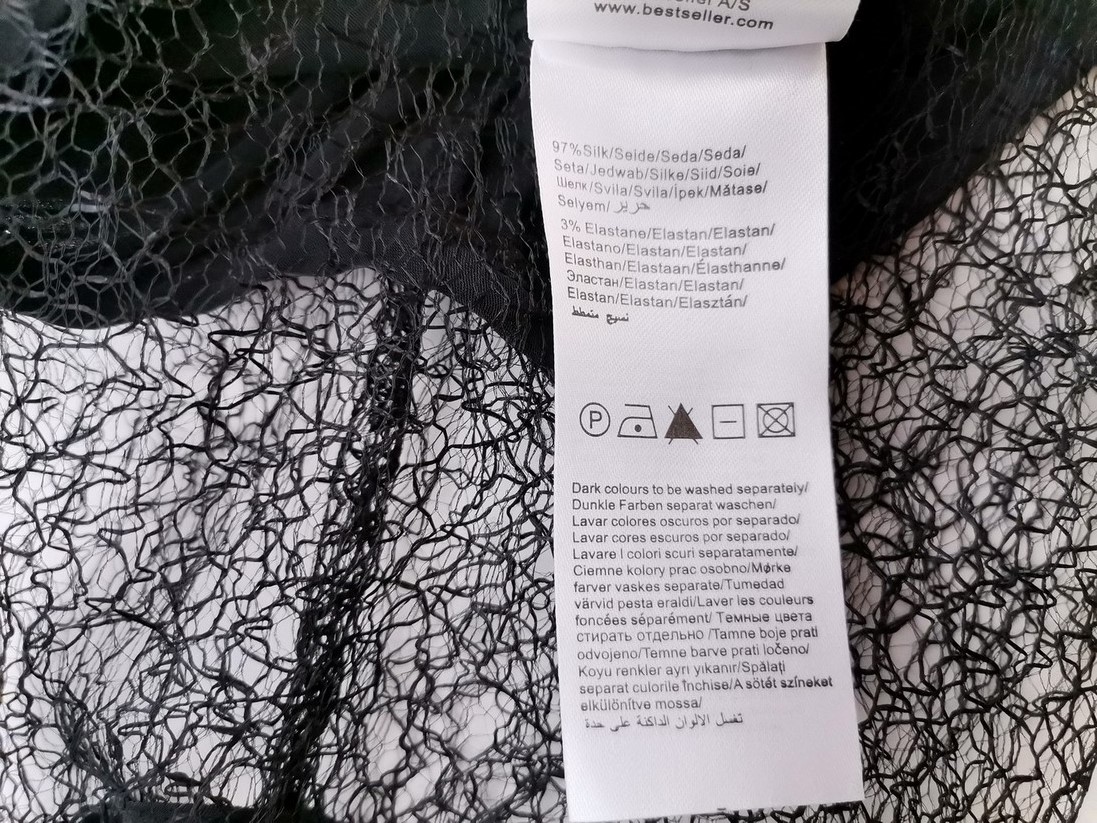 A/S
www.bestseller.com
97%Silk/Seide/Seda/Seda/
Seta/Jedwab/Silke/Siid/Soie/
Шелк/Svila/Svila/İpek/Mătase/
Selyem/ حرير
3% Elastane/Elastan/Elastan/
Elastano/Elastan/Elastan/
Elasthan/Elastaan/Élasthanne/
Эластан/Elastan/Elastan/
Elastan/Elastan/Elasztán/
نسيج متمطط
P
Dark colours to be washed separately/
Dunkle Farben separat waschen/
Lavar colores oscuros por separado/
Lavar cores escuros por separado/
Lavare I colori scuri separatamente/
Ciemne kolory prac osobno/Mørke
farver vaskes separate/Tumedad
värvid pesta eraldi/Laver les couleurs
foncées séparément/ Темные цвета
стирать отдельно /Tamne boje prati
odvojeno/Temne barve prati ločeno/
Koyu renkler ayrı yıkanır/Spălați
separat culorile închise/A sötét színeket
elkülönítve mossa/
تغسل الالوان الداكنة على حدة